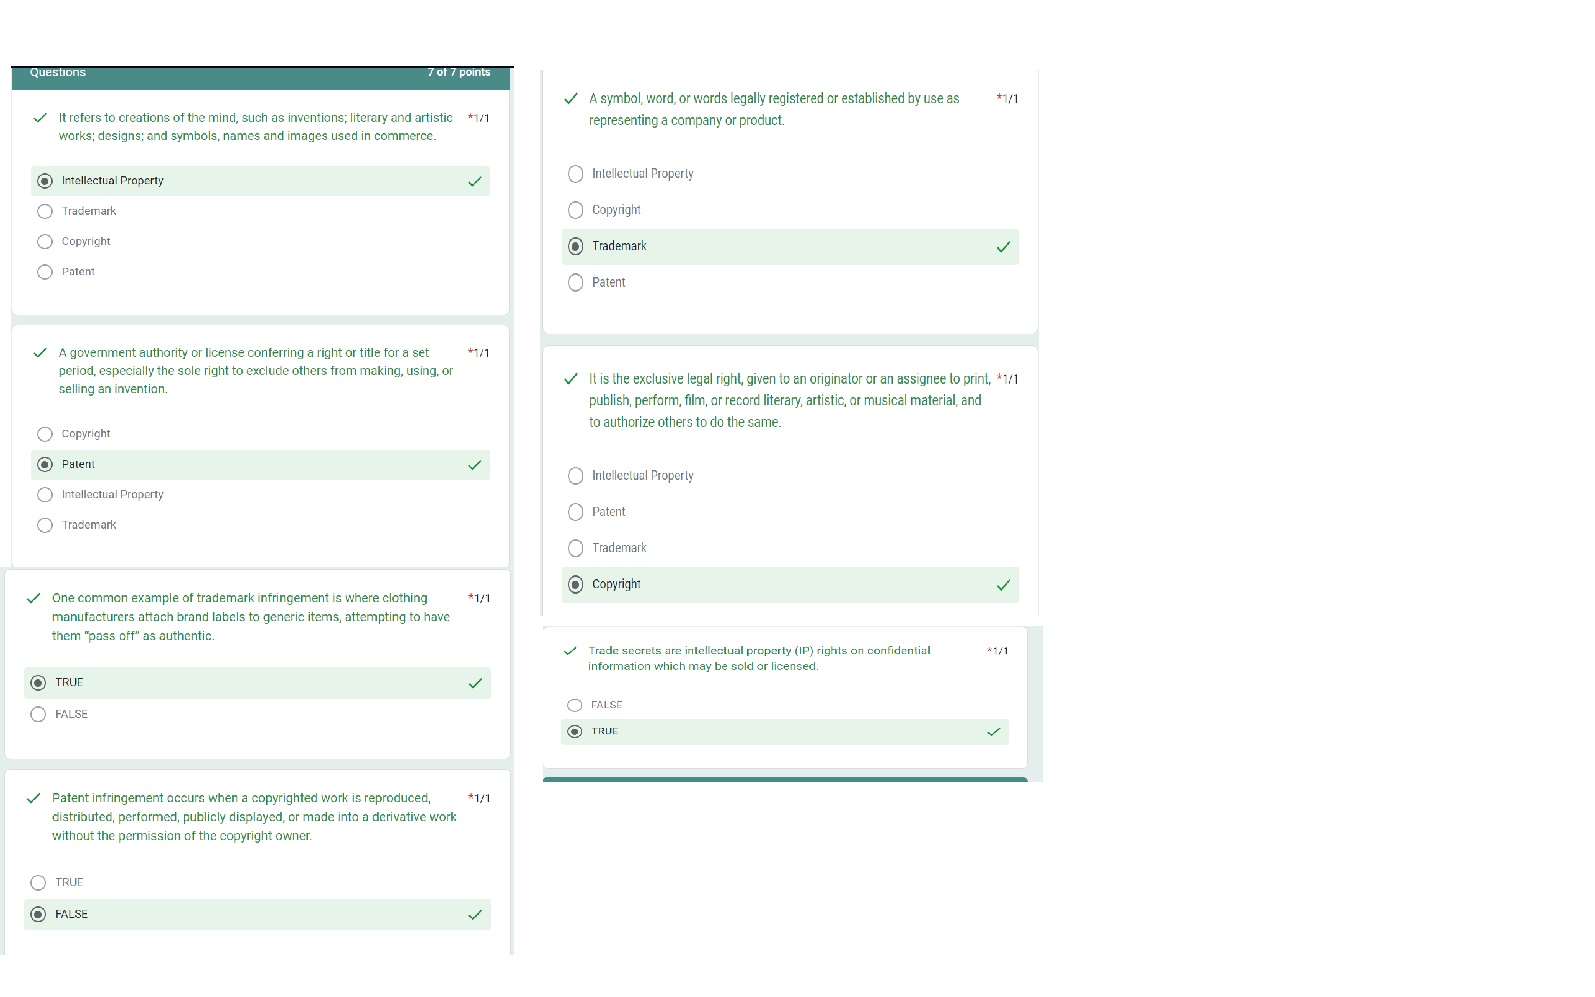 Questions
7 of 7 points
It refers to creations of the mind, such as inventions; literary and artistic *1/1
works; designs; and symbols, names and images used in commerce.
Intellectual Property
Trademark
Copyright
Patent
A government authority or license conferring a right or title for a set *1/1
period, especially the sole right to exclude others from making, using, or
selling an invention.
Copyright
Patent
Intellectual Property
Trademark
One common example of trademark infringement is where clothing *1/1
manufacturers attach brand labels to generic items, attempting to have
them “pass off” as authentic.
TRUE
FALSE
Patent infringement occurs when a copyrighted work is reproduced, *1/1
distributed, performed, publicly displayed, or made into a derivative work
without the permission of the copyright owner.
TRUE
FALSE
A symbol, word, or words legally registered or established by use as *1/1
representing a company or product.
Intellectual Property
Copyright
Trademark
Patent
It is the exclusive legal right, given to an originator or an assignee to print, *1/1
publish, perform, film, or record literary, artistic, or musical material, and
to authorize others to do the same.
Intellectual Property
Patent
Trademark
Copyright
Trade secrets are intellectual property (IP) rights on confidential *1/1
information which may be sold or licensed.
FALSE
TRUE